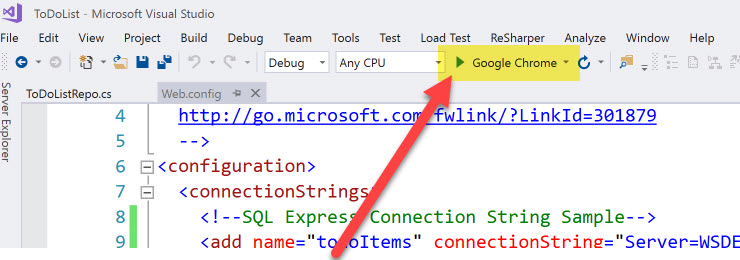 ToDoList - Microsoft Visual Studio
File Edit View Project Build Debug Team Tools Test Load Test ReSharper Analyze Window Help
Debug Any CPU Google Chrome
Server Explorer
ToDoListRepo.cs Web.config
4 http://go.microsoft.com/fwlink/?LinkId=301879
5 -->
6 <configuration>
7 <connectionStrings>
8 <!--SQL Express Connection String Sample-->
9 <add name="todoItems" connectionString="Server=WSDE